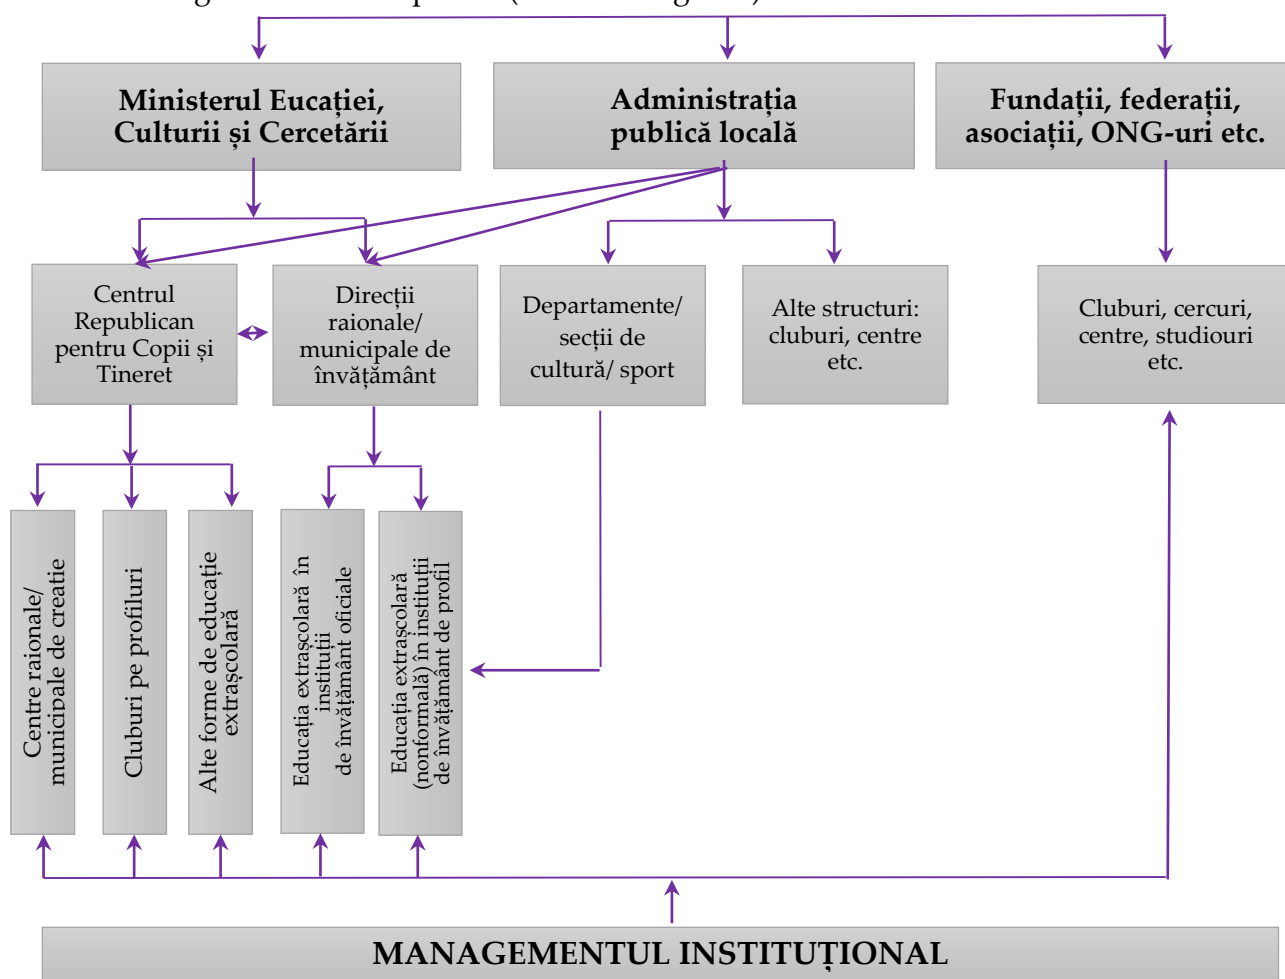 Ministerul Eucației,
Culturii și Cercetării
Administrația
publică locală
Fundații, federații,
asociații, ONG-uri etc.
Centrul
Republican
pentru Copii și
Tineret
Direcții
raionale/
municipale de
învățământ
Departamente/
secții de
cultură/ sport
Alte structuri:
cluburi, centre
etc.
Cluburi, cercuri,
centre, studiouri
etc.
Centre raionale/
municipale de creatie
Cluburi pe profiluri
Alte forme de educație
extrașcolară
Educația extrașcolară în
instituții
de învățământ oficiale
Educația extrașcolară
(nonformală) în instituții
de învățământ de profil
MANAGEMENTUL INSTITUȚIONAL